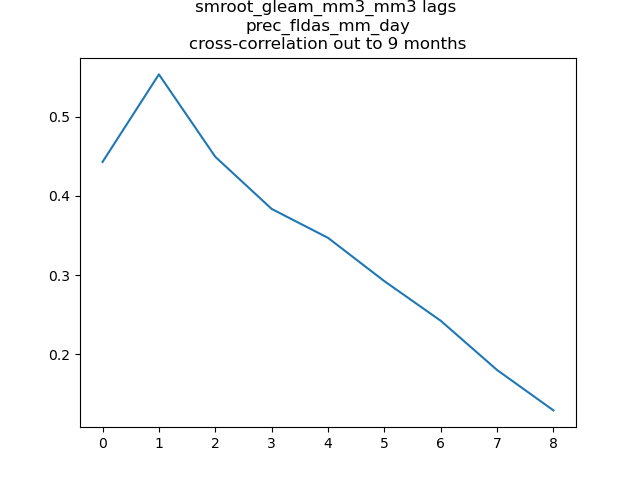 smroot_gleam_mm3_mm3 lags
prec_fldas_mm_day
cross-correlation out to 9 months
0.5
0.4
0.3
0.2
0 1 2 3 4 5 6 7 8